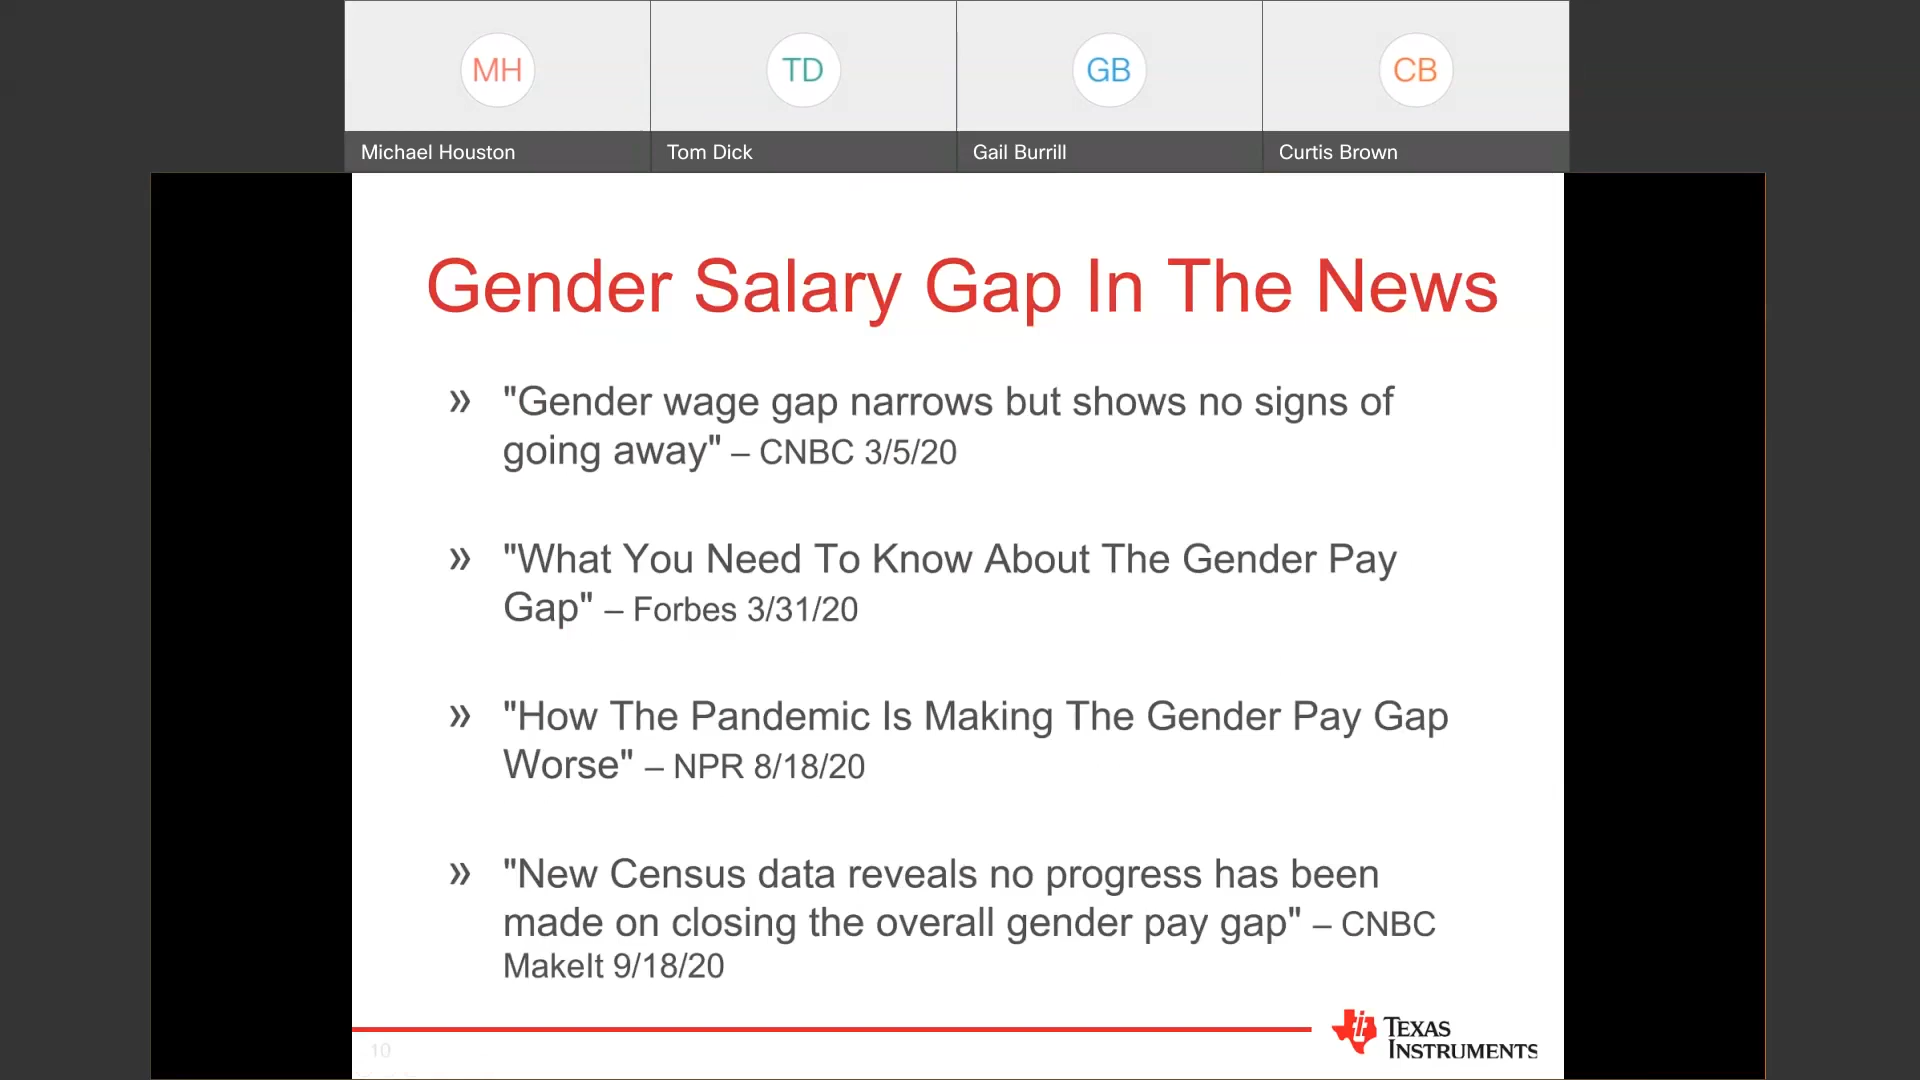 MH
TD
GB
CB
Michael Houston
Tom Dick
Gail Burrill
Curtis Brown
Gender Salary Gap In The News
» "Gender wage gap narrows but shows no signs of
going away" – CNBC 3/5/20
» "What You Need To Know About The Gender Pay
Gap" – Forbes 3/31/20
» "How The Pandemic Is Making The Gender Pay Gap
Worse" – NPR 8/18/20
» "New Census data reveals no progress has been
made on closing the overall gender pay gap" – CNBC
MakeIt 9/18/20
10
TEXAS
INSTRUMENTS